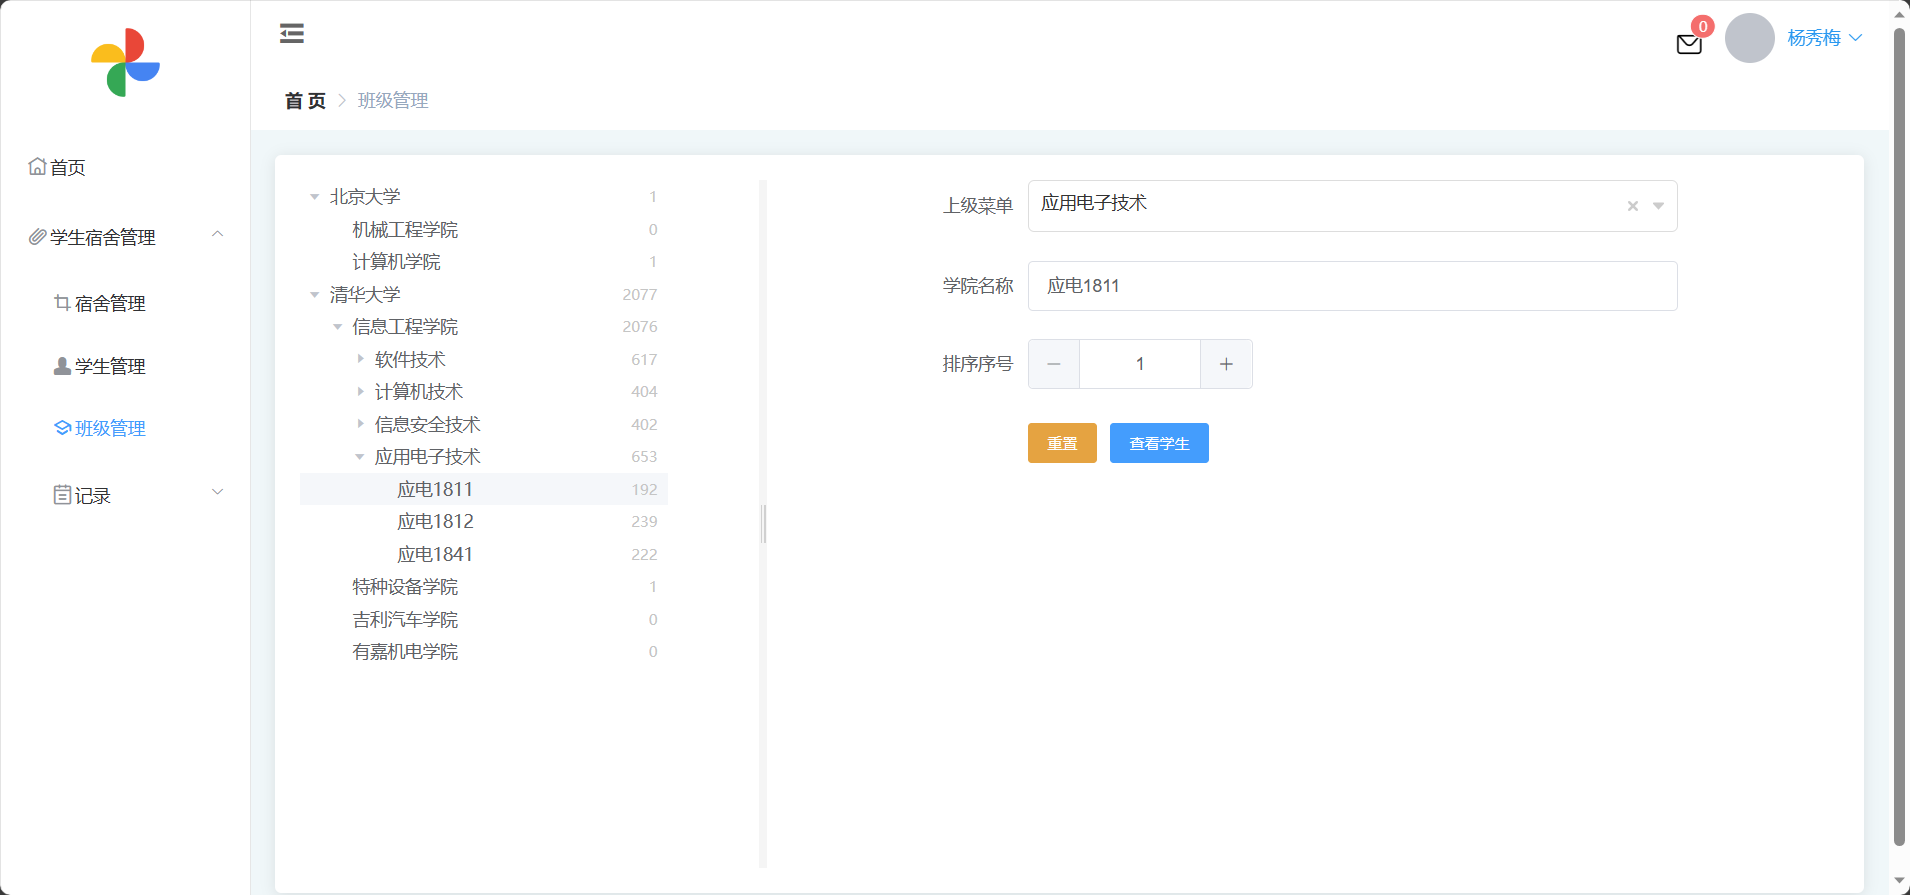 0
杨秀梅
首 页
班级管理
首页
学生宿舍管理
宿舍管理
学生管理
班级管理
记录
北京大学 1
机械工程学院 0
计算机学院 1
清华大学 2077
信息工程学院 2076
软件技术 617
计算机技术 404
信息安全技术 402
应用电子技术 653
应电1811 192
应电1812 239
应电1841 222
特种设备学院 1
吉利汽车学院 0
有嘉机电学院 0
上级菜单 应用电子技术
学院名称 应电1811
排序序号 1
重置 查看学生